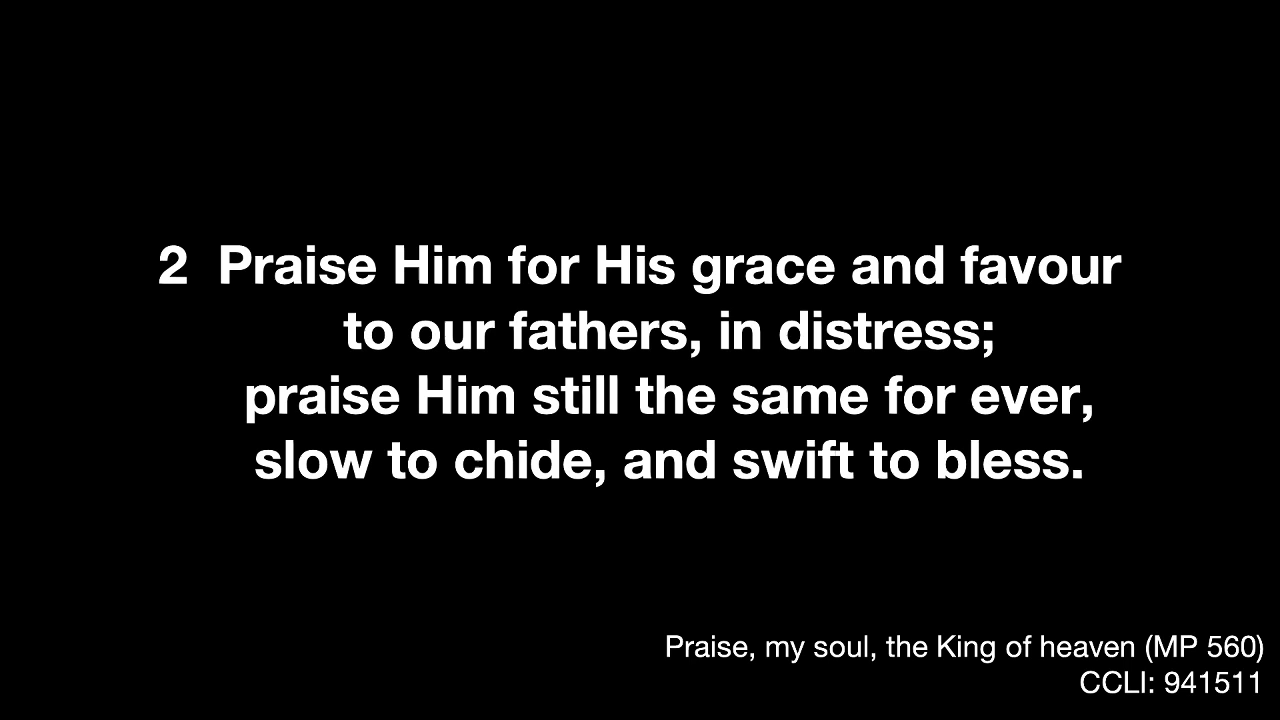 2 Praise Him for His grace and favour
to our fathers, in distress;
praise Him still the same for ever,
slow to chide, and swift to bless.
Praise, my soul, the King of heaven (MP 560)
CCLI: 941511